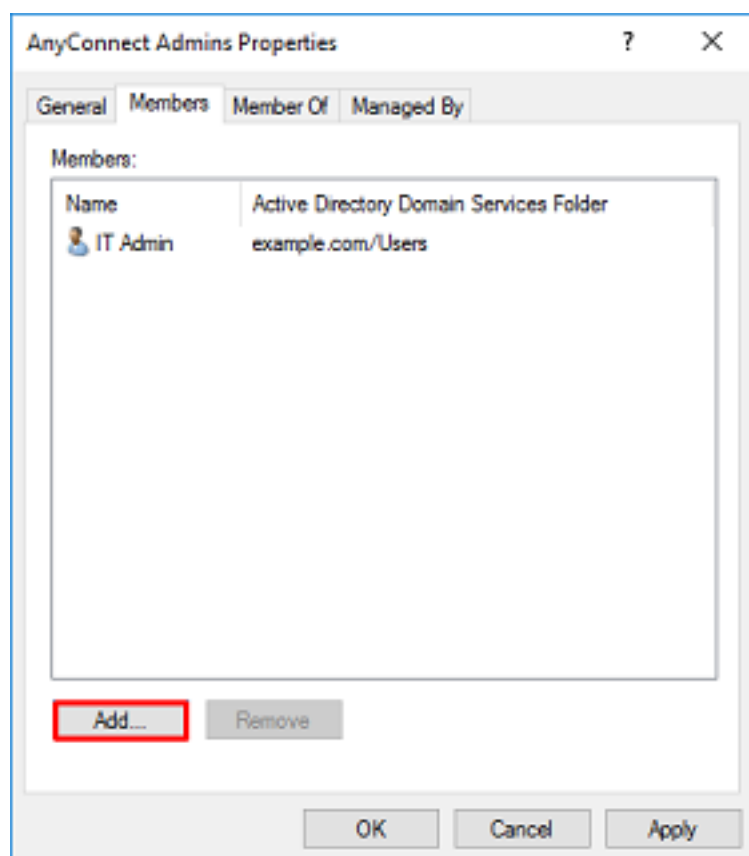 AnyConnect Admins Properties ? ×
General Members Member Of Managed By
Members:
Name Active Directory Domain Services Folder
IT Admin example.com/Users
Add... Remove
OK Cancel Apply